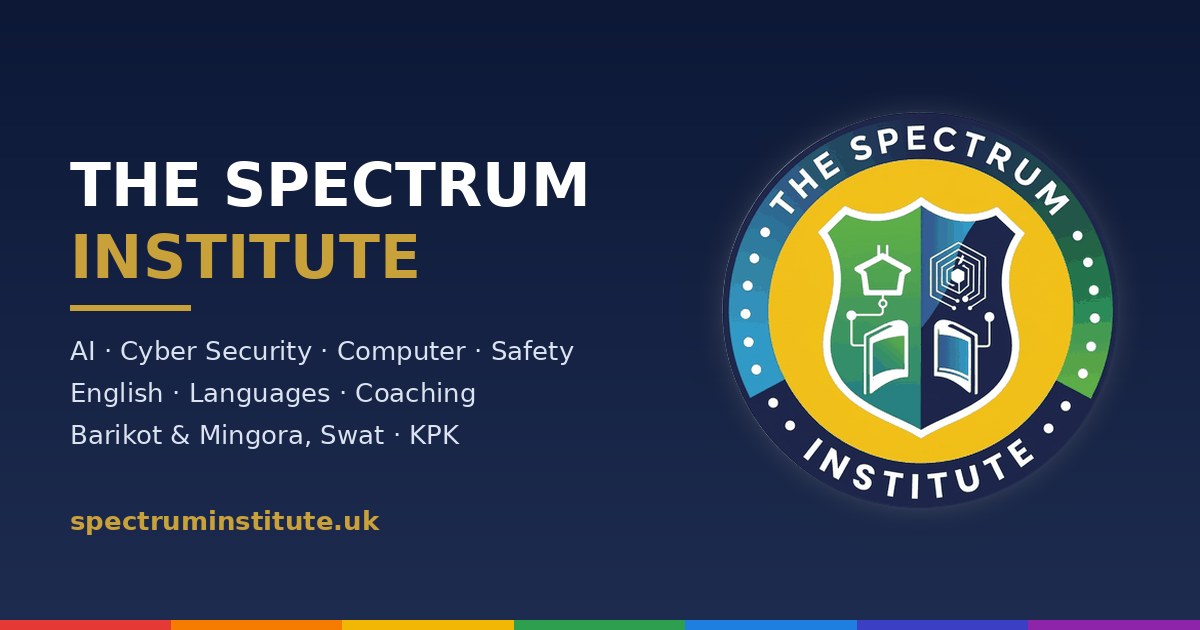 THE SPECTRUM
INSTITUTE
AI · Cyber Security · Computer · Safety
English · Languages · Coaching
Barikot & Mingora, Swat · KPK
spectruminstitute.uk
THE SPECTRUM
INSTITUTE